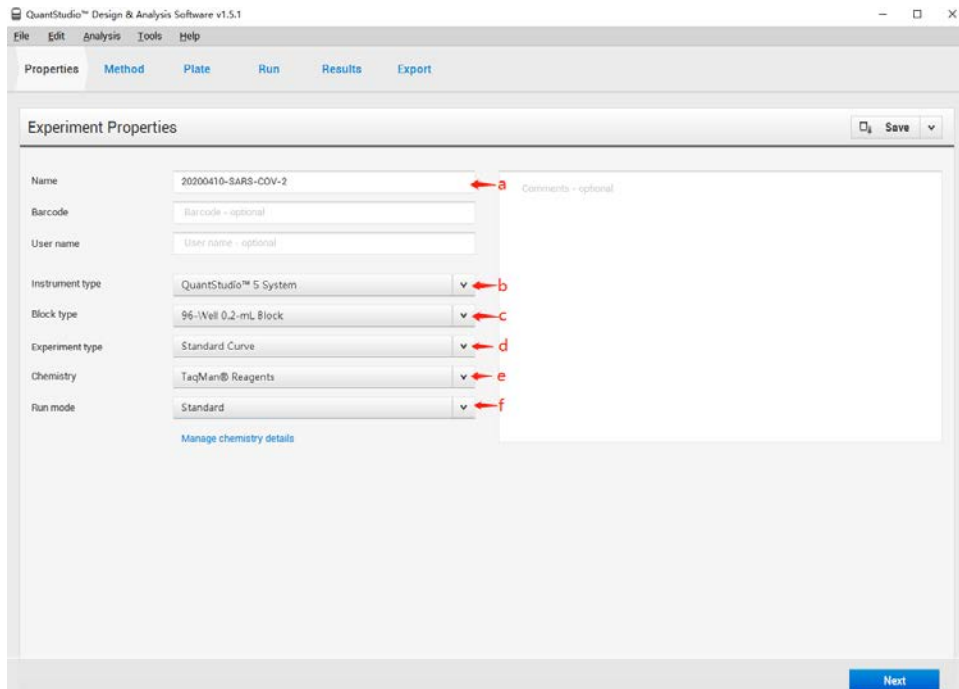 QuantStudio™ Design & Analysis Software v1.5.1
File Edit Analysis Tools Help
Properties Method Plate Run Results Export
Experiment Properties
Save
Name 20200410-SARS-COV-2 a Comments - optional
Barcode Barcode - optional
User name User name - optional
Instrument type QuantStudio™ 5 System b
Block type 96-Well 0.2-mL Block c
Experiment type Standard Curve d
Chemistry TaqMan® Reagents e
Run mode Standard f
Manage chemistry details
Next